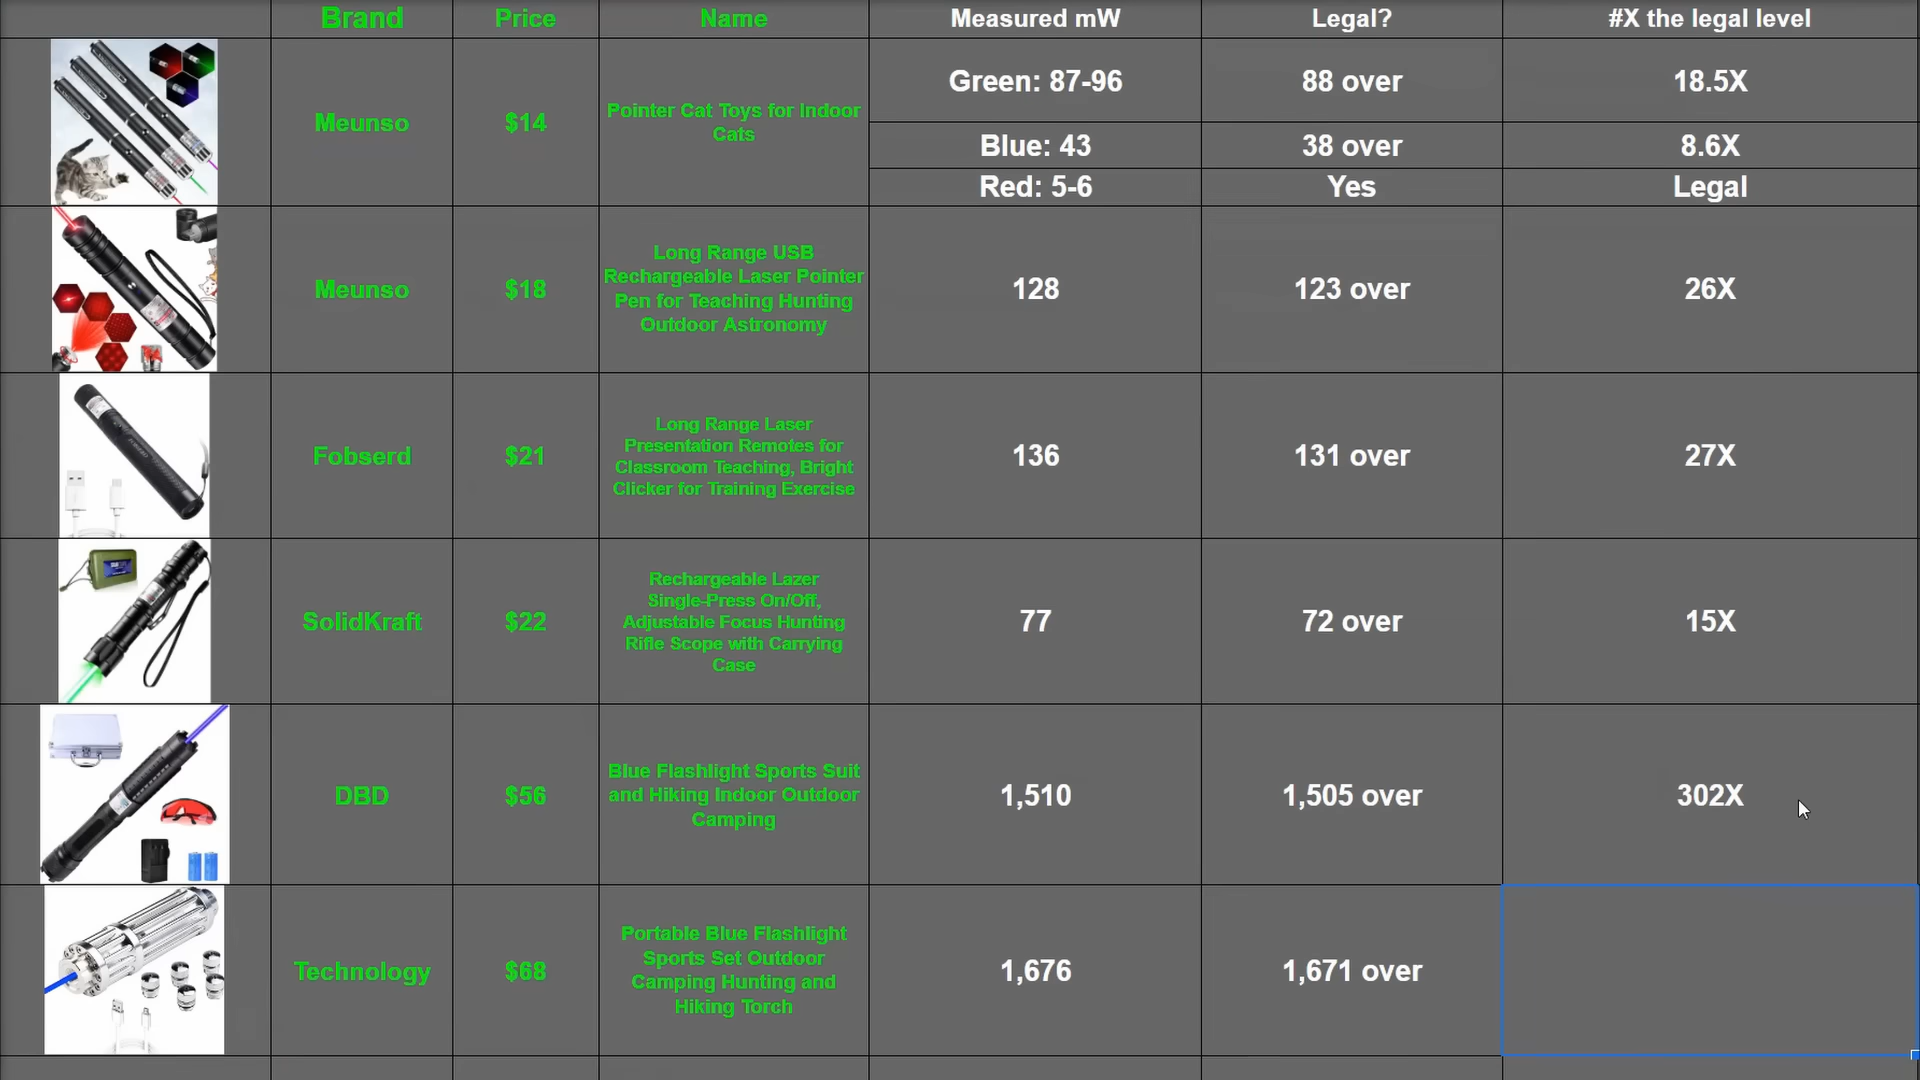 Brand Price Name Measured mW Legal? #X the legal level
Meunso $14 Pointer Cat Toys for Indoor
Cats
Green: 87-96 88 over 18.5X
Blue: 43 38 over 8.6X
Red: 5-6 Yes Legal
Meunso $18 Long Range USB
Rechargeable Laser Pointer
Pen for Teaching Hunting
Outdoor Astronomy
128 123 over 26X
Fobserd $21 Long Range Laser
Presentation Remotes for
Classroom Teaching, Bright
Clicker for Training Exercise
136 131 over 27X
SolidKraft $22 Rechargeable Lazer
Single-Press On/Off,
Adjustable Focus Hunting
Rifle Scope with Carrying
Case
77 72 over 15X
DBD $56 Blue Flashlight Sports Suit
and Hiking Indoor Outdoor
Camping
1,510 1,505 over 302X
Technology $68 Portable Blue Flashlight
Sports Set Outdoor
Camping Hunting and
Hiking Torch
1,676 1,671 over